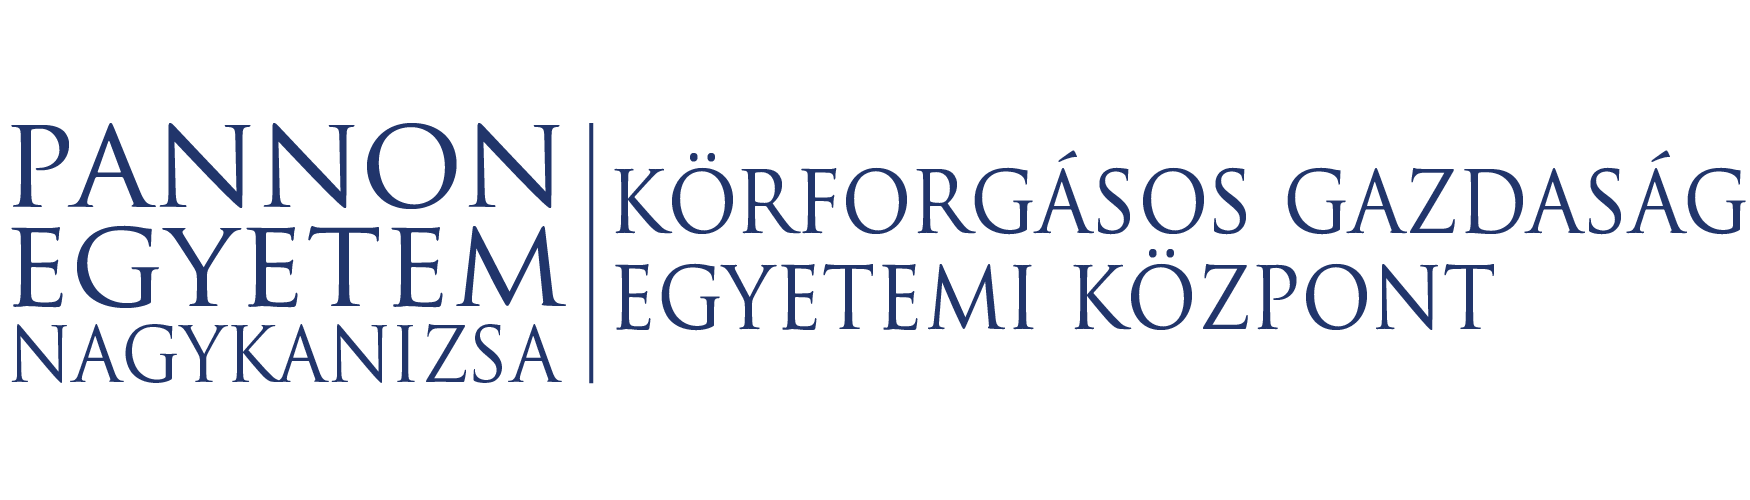 PANNON
EGYETEM
NAGYKANIZSA
KÖRFORGÁSOS GAZDASÁG
EGYETEMI KÖZPONT